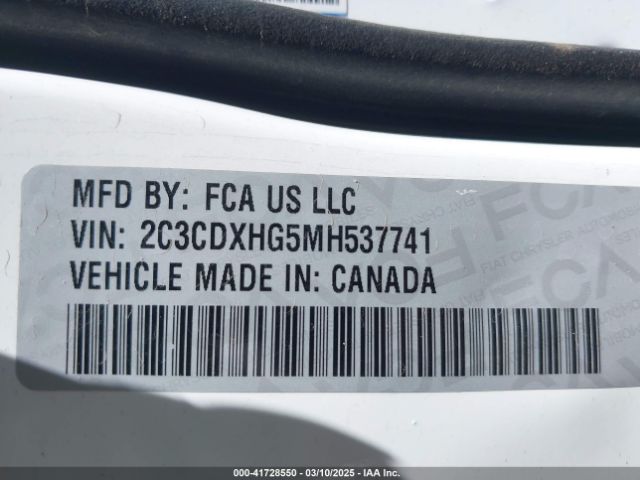 MFD BY: FCA US LLC
VIN: 2C3CDXHG5MH537741
VEHICLE MADE IN: CANADA
000-41728550 - 03/10/2025 - IAA Inc.